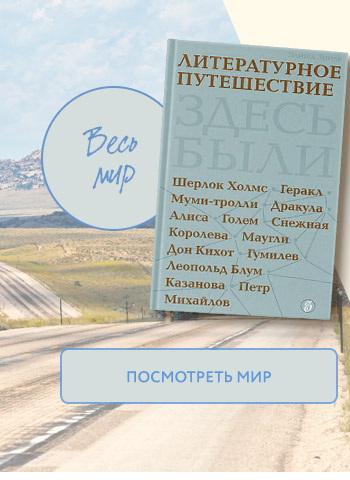 ЛИТЕРАТУРНОЕ
ПУТЕШЕСТВИЕ
ЗДЕСЬ
БЫЛИ
Шерлок Холмс Геракл
Муми-тролли Дракула
Алиса Голем Снежная
Королева Маугли
Дон Кихот Гумилев
Леопольд Блум
Казанова Петр
Михайлов
Весь
мир
ПОСМОТРЕТЬ МИР